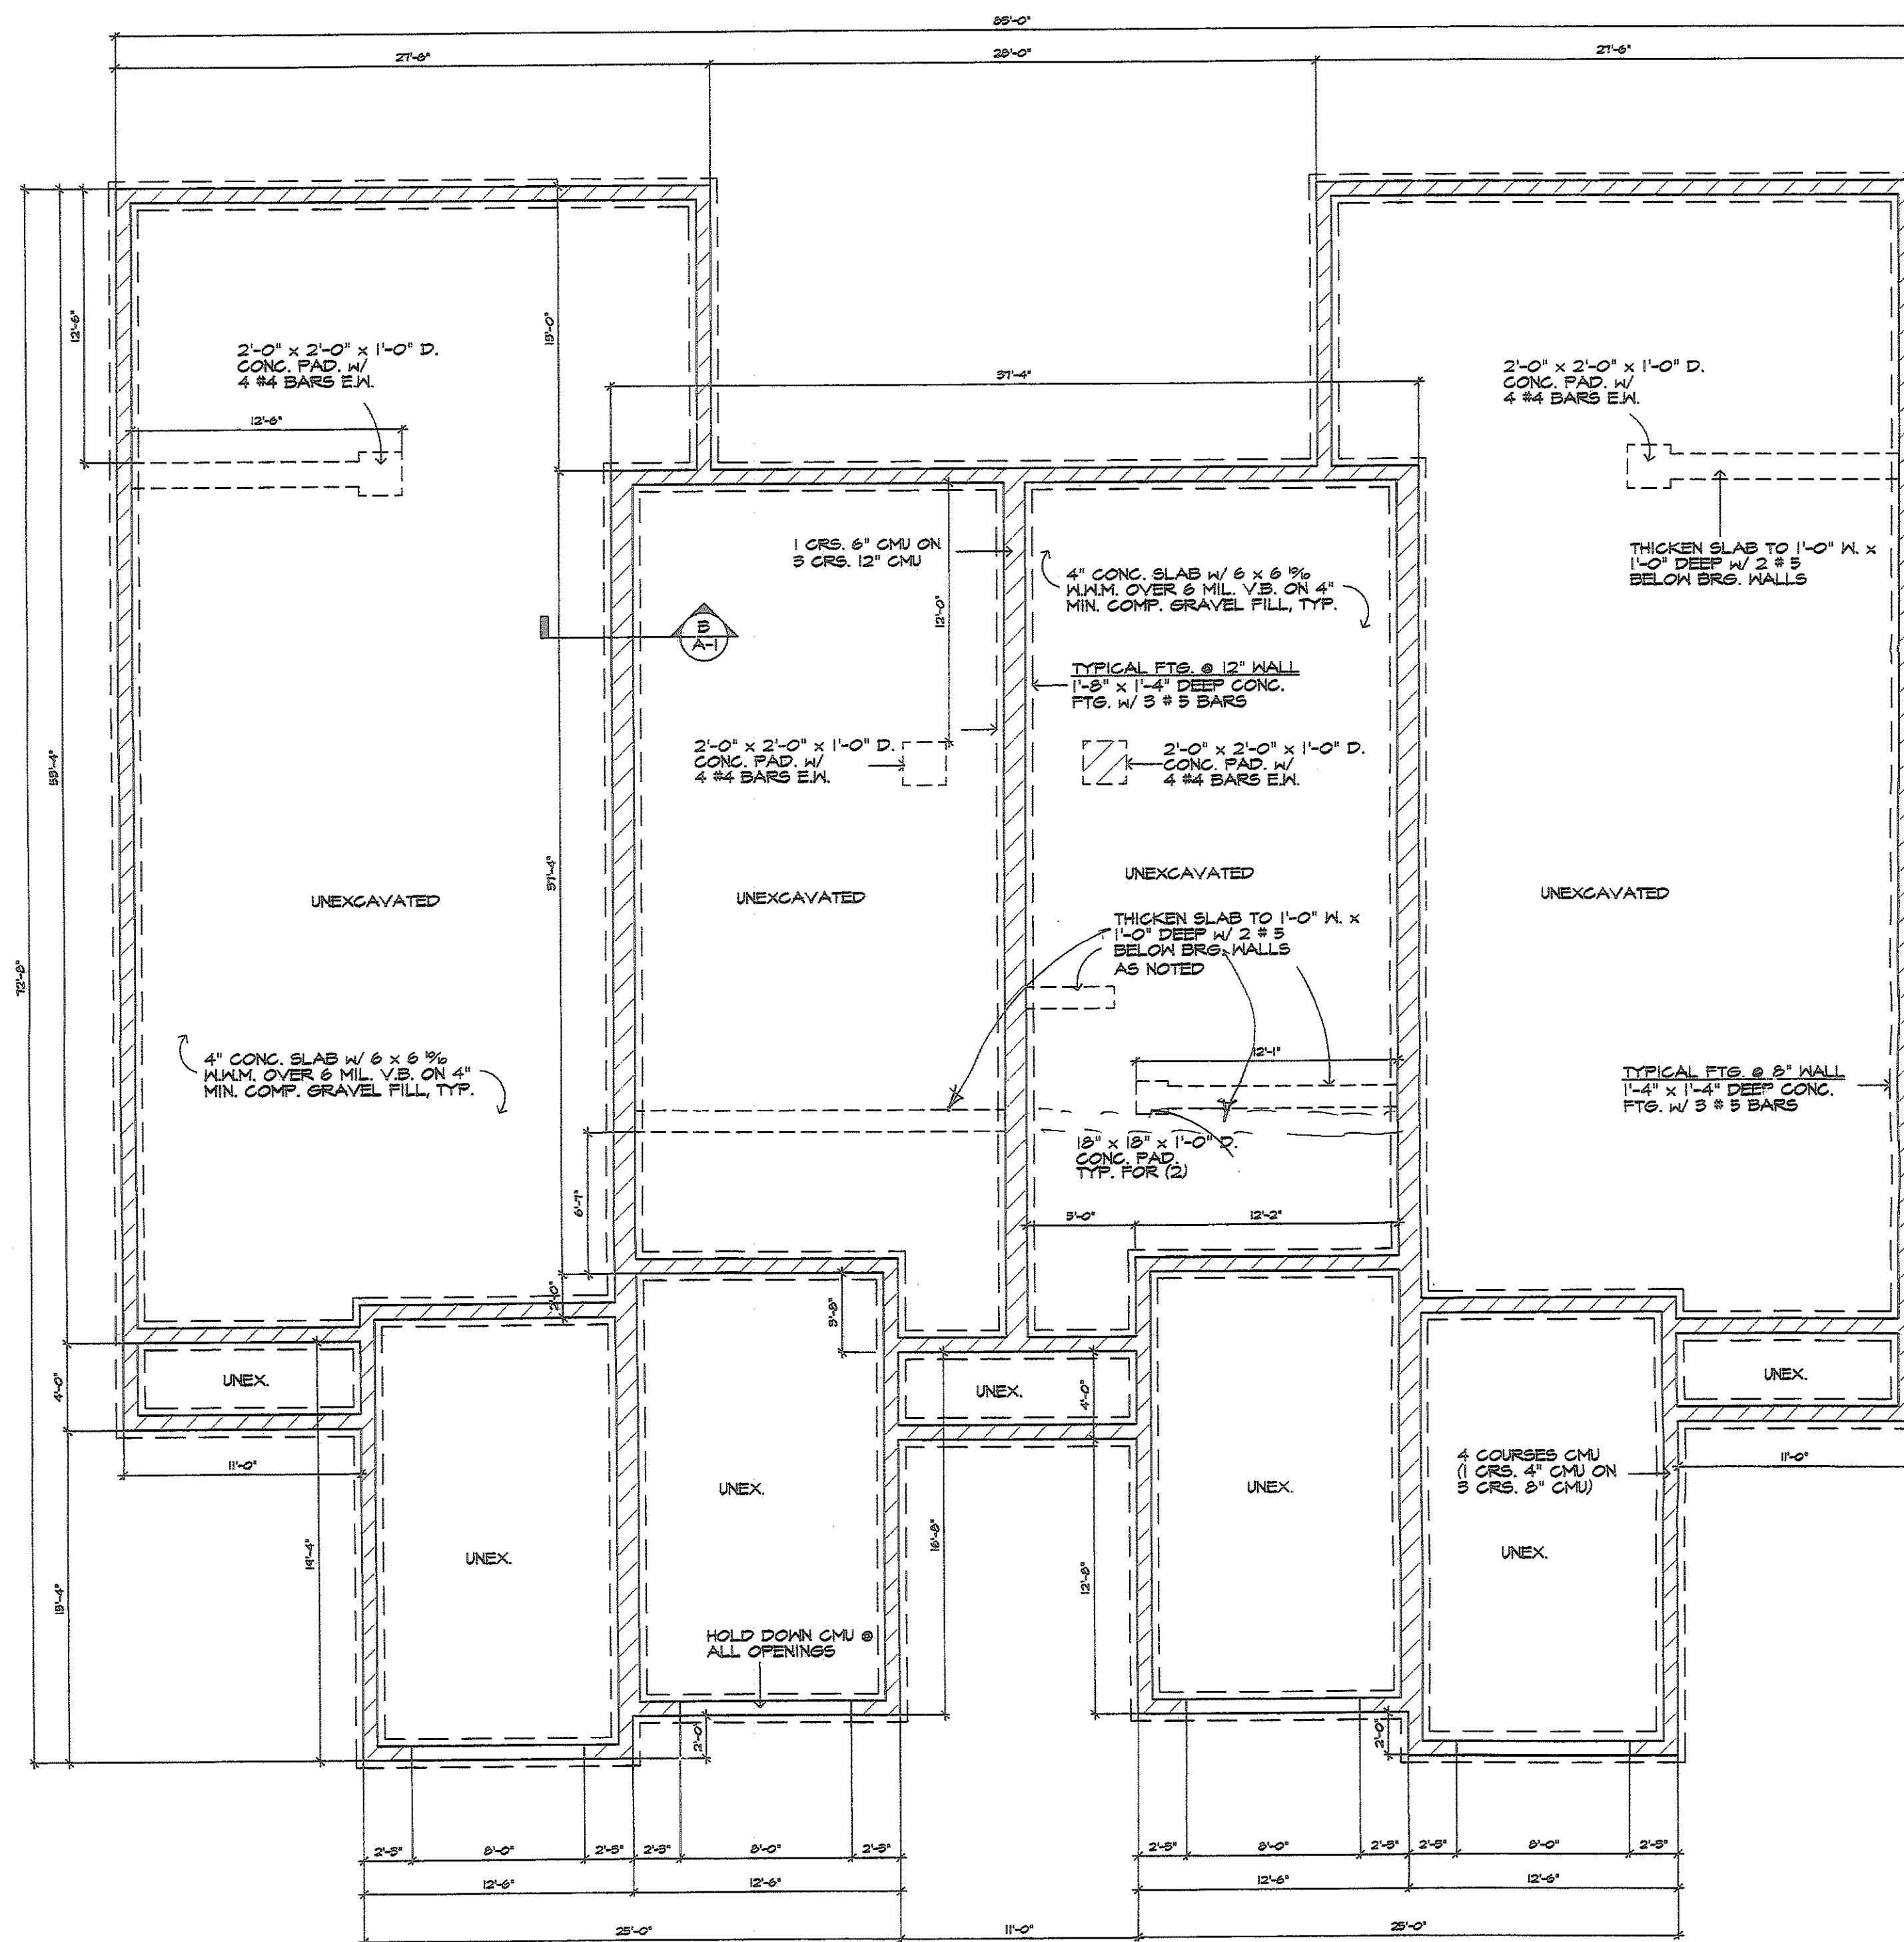 85'-0"
27'-6"
28'-0"
27'-6"
12'-6"
13'-0"
2'-0" x 2'-0" x 1'-0" D.
CONC. PAD. W/
4 #4 BARS E.W.
12'-6"
37'-4"
2'-0" x 2'-0" x 1'-0" D.
CONC. PAD. W/
4 #4 BARS E.W.
THICKEN SLAB TO 1'-0" W. x
1'-0" DEEP W/ 2 # 5
BELOW BRG. WALLS
1 CRS. 6" CMU ON
3 CRS. 12" CMU
12'-0"
4" CONC. SLAB W/ 6 x 6 10/10
W.W.M. OVER 6 MIL. V.B. ON 4"
MIN. COMP. GRAVEL FILL, TYP.
B
A-1
TYPICAL FTG. @ 12" WALL
1'-8" x 1'-4" DEEP CONC.
FTG. W/ 3 # 5 BARS
2'-0" x 2'-0" x 1'-0" D.
CONC. PAD. W/
4 #4 BARS E.W.
2'-0" x 2'-0" x 1'-0" D.
CONC. PAD. W/
4 #4 BARS E.W.
53'-4"
37'-4"
72'-8"
UNEXCAVATED
UNEXCAVATED
UNEXCAVATED
UNEXCAVATED
THICKEN SLAB TO 1'-0" W. x
1'-0" DEEP W/ 2 # 5
BELOW BRG. WALLS
AS NOTED
4" CONC. SLAB W/ 6 x 6 10/10
W.W.M. OVER 6 MIL. V.B. ON 4"
MIN. COMP. GRAVEL FILL, TYP.
12'-1"
TYPICAL FTG. @ 8" WALL
1'-4" x 1'-4" DEEP CONC.
FTG. W/ 3 # 5 BARS
18" x 18" x 1'-0" D.
CONC. PAD.
TYP. FOR (2)
6'-7"
5'-0"
12'-2"
2'-0"
3'-8"
4'-0"
UNEX.
UNEX.
4'-0"
UNEX.
11'-0"
11'-0"
4 COURSES CMU
(1 CRS. 4" CMU ON
3 CRS. 8" CMU)
UNEX.
UNEX.
UNEX.
UNEX.
19'-4"
15'-4"
16'-8"
12'-8"
HOLD DOWN CMU @
ALL OPENINGS
2'-0"
2'-0"
2'-3"
8'-0"
2'-3"
2'-3"
8'-0"
2'-3"
2'-3"
8'-0"
2'-3"
2'-3"
8'-0"
2'-3"
12'-6"
12'-6"
12'-6"
12'-6"
25'-0"
11'-0"
25'-0"